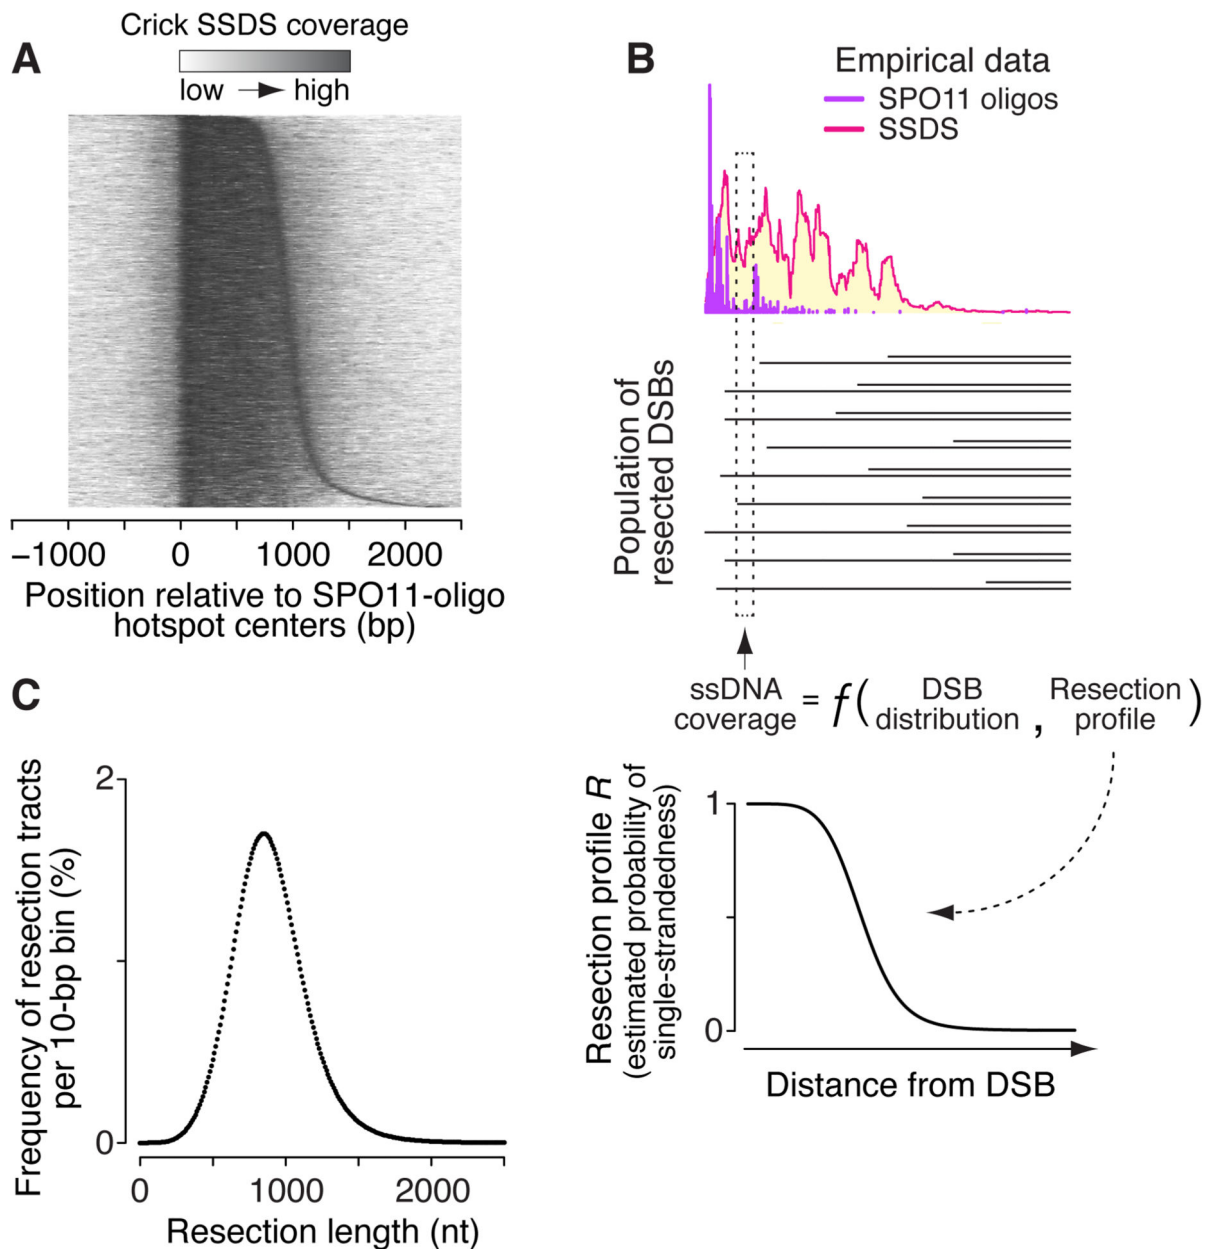 A
Crick SSDS coverage
low
high
−1000
0
1000
2000
Position relative to SPO11-oligo
hotspot centers (bp)
B
Empirical data
SPO11 oligos
SSDS
Population of
resected DSBs
ssDNA
coverage
= f(
DSB
distribution
,
Resection
profile
)
Resection profile R
(estimated probability of
single-strandedness)
1
0
Distance from DSB
C
Frequency of resection tracts
per 10-bp bin (%)
2
0
0
1000
2000
Resection length (nt)